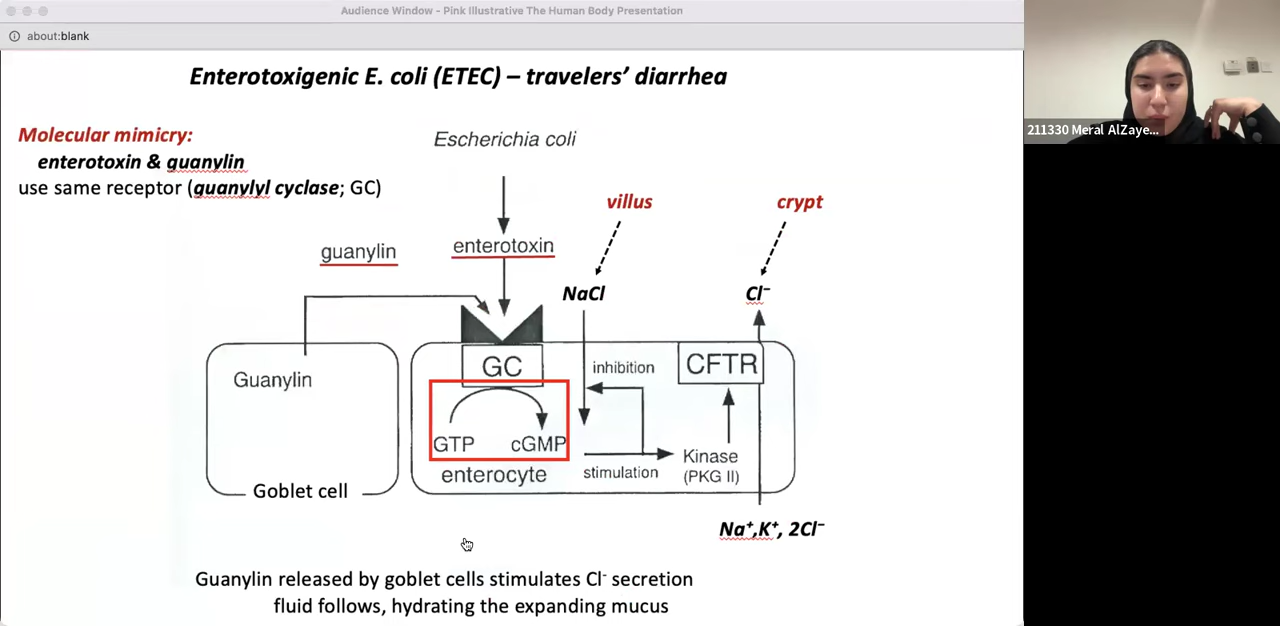 Audience Window - Pink Illustrative The Human Body Presentation
about:blank
Enterotoxigenic E. coli (ETEC) – travelers’ diarrhea
Molecular mimicry:
enterotoxin & guanylin
use same receptor (guanylyl cyclase; GC)
Escherichia coli
villus
crypt
guanylin
enterotoxin
NaCl
Cl⁻
GC
inhibition
CFTR
Guanylin
GTP
cGMP
Kinase
(PKG II)
enterocyte
stimulation
Goblet cell
Na⁺,K⁺, 2Cl⁻
Guanylin released by goblet cells stimulates Cl⁻ secretion
fluid follows, hydrating the expanding mucus
211330 Meral AlZaye...